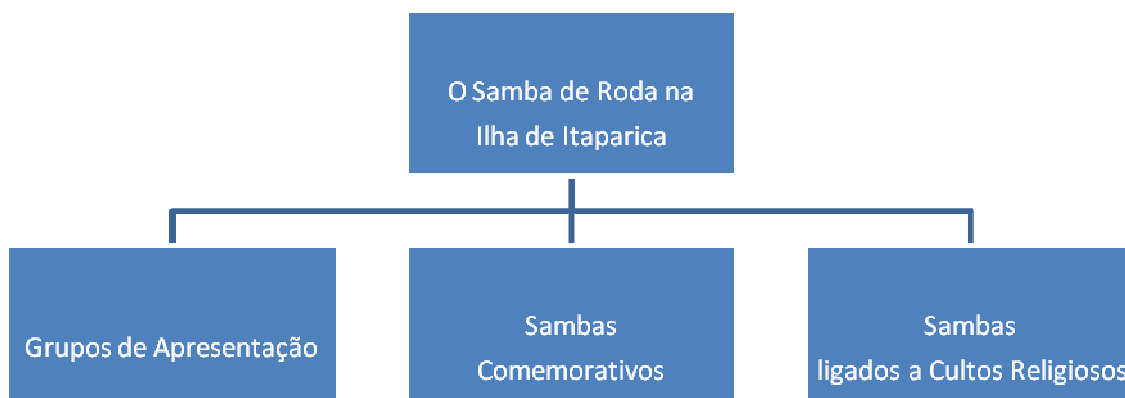 O Samba de Roda na
Ilha de Itaparica
Grupos de Apresentação
Sambas
Comemorativos
Sambas
ligados a Cultos Religiosos